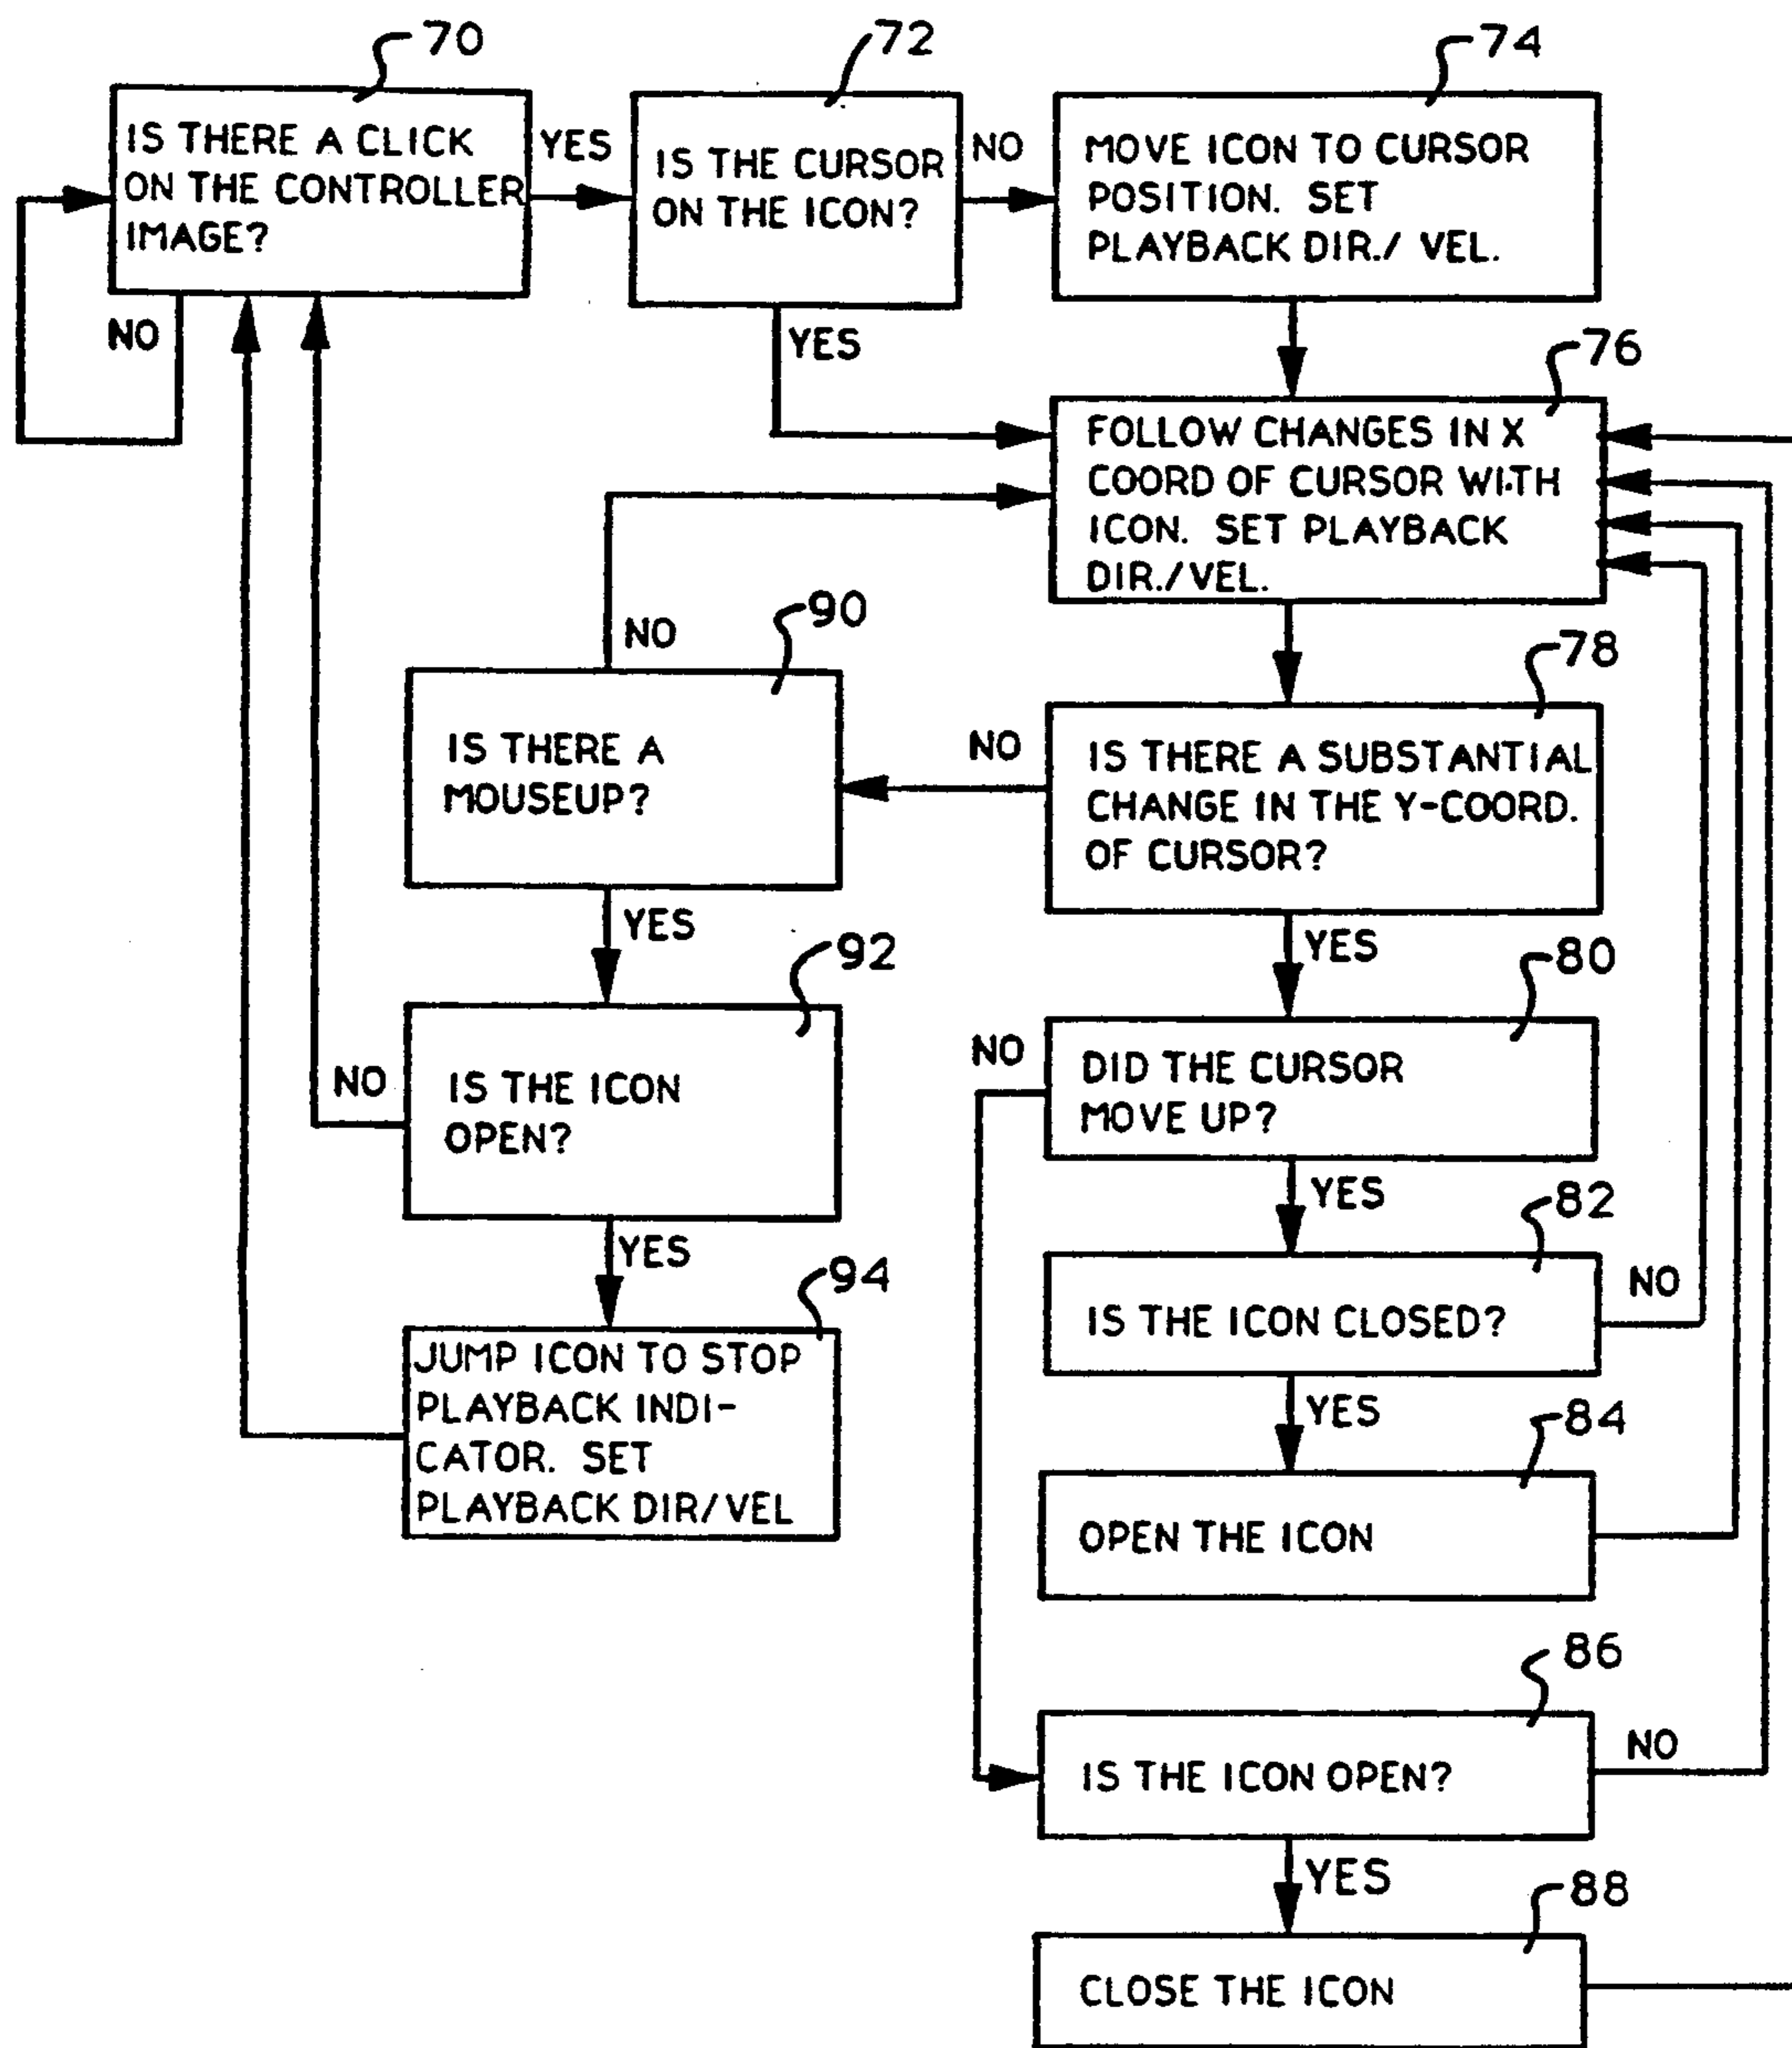 70
IS THERE A CLICK
ON THE CONTROLLER
IMAGE?
YES
NO
72
IS THE CURSOR
ON THE ICON?
NO
YES
74
MOVE ICON TO CURSOR
POSITION. SET
PLAYBACK DIR./ VEL.
76
FOLLOW CHANGES IN X
COORD OF CURSOR WITH
ICON. SET PLAYBACK
DIR./VEL.
78
IS THERE A SUBSTANTIAL
CHANGE IN THE Y-COORD.
OF CURSOR?
NO
YES
90
NO
IS THERE A
MOUSEUP?
YES
92
IS THE ICON
OPEN?
NO
YES
94
JUMP ICON TO STOP
PLAYBACK INDI-
CATOR. SET
PLAYBACK DIR/VEL
80
DID THE CURSOR
MOVE UP?
NO
YES
82
IS THE ICON CLOSED?
NO
YES
84
OPEN THE ICON
86
IS THE ICON OPEN?
NO
YES
88
CLOSE THE ICON